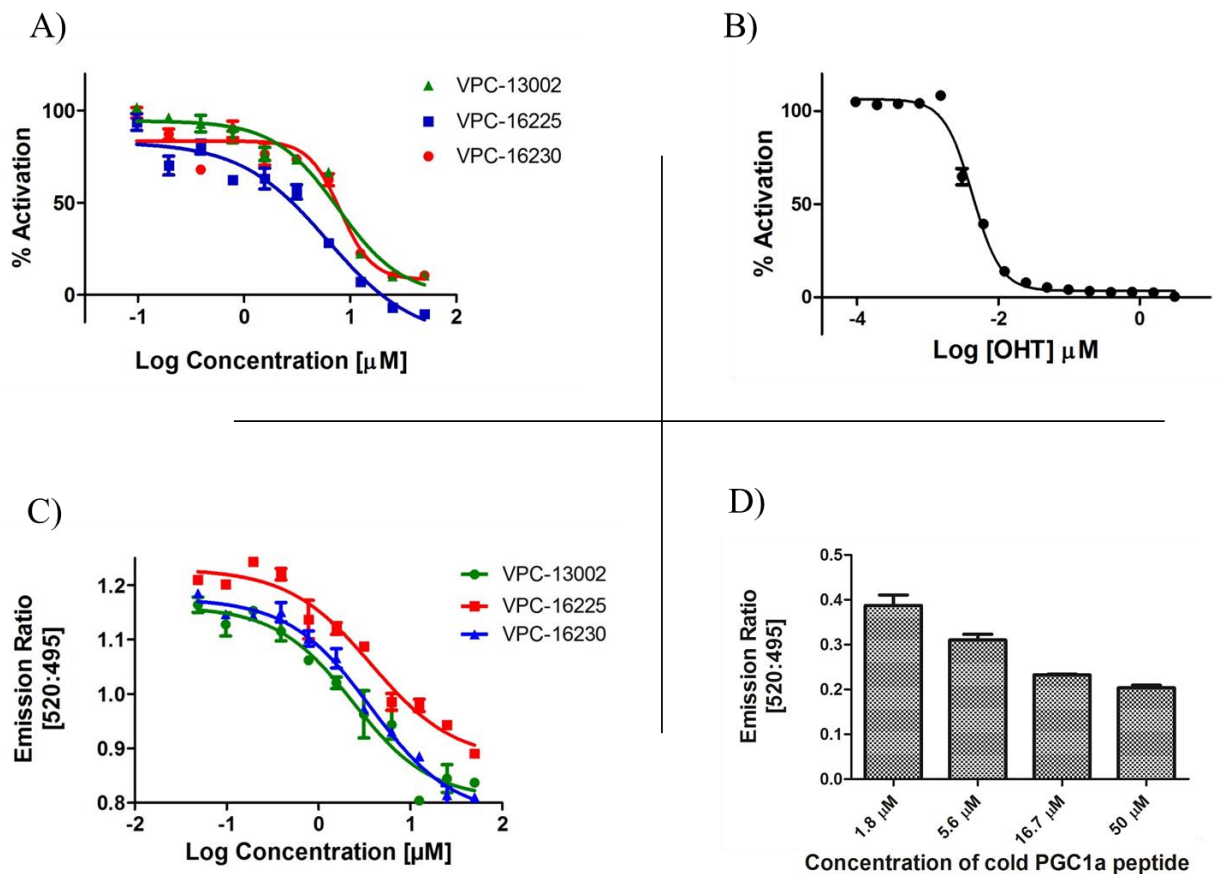 A)
VPC-13002
VPC-16225
VPC-16230
% Activation
100
50
0
-1 0 1 2
Log Concentration [μM]
B)
% Activation
100
50
0
-4 -2 0
Log [OHT] μM
C)
VPC-13002
VPC-16225
VPC-16230
Emission Ratio
[520:495]
1.2
1.1
1.0
0.9
0.8
-2 -1 0 1 2
Log Concentration [μM]
D)
Emission Ratio
[520:495]
0.5
0.4
0.3
0.2
0.1
0.0
1.8 μM 5.6 μM 16.7 μM 50 μM
Concentration of cold PGC1a peptide